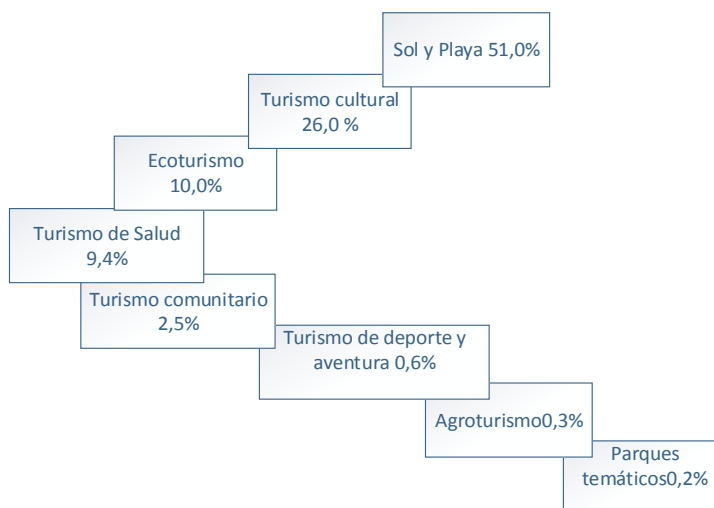 Sol y Playa 51,0%
Turismo cultural
26,0 %
Ecoturismo
10,0%
Turismo de Salud
9,4%
Turismo comunitario
2,5%
Turismo de deporte y
aventura 0,6%
Agroturismo0,3%
Parques
temáticos0,2%